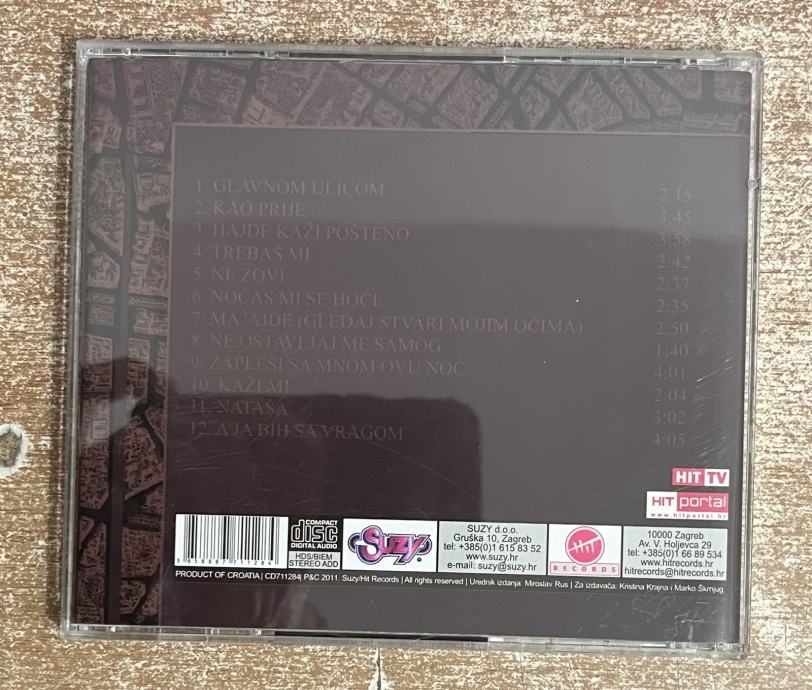 1. GLAVNOM ULICOM 2:15
2. KAO PRIJE 3:45
3. HAJDE KAŽI POŠTENO 3:58
4. TREBAŠ MI 2:42
5. NE ZOVI 2:37
6. NOĆAS MI SE HOĆE 2:35
7. MA 'AJDE (GLEDAJ STVARI MOJIM OČIMA) 2:50
8. NE OSTAVLJAJ ME SAMOG 1:40
9. ZAPLEŠI SA MNOM OVU NOĆ 4:01
10. KAŽI MI 2:04
11. NATAŠA 3:02
12. A JA BIH SA VRAGOM 4:05
HIT TV
HIT portal
www.hitportal.hr
3 858887 711284
COMPACT
disc
DIGITAL AUDIO
HDS/BIEM
STEREO ADD
SUZY
SUZY d.o.o.
Gruška 10, Zagreb
tel: +385(0)1 615 83 52
www.suzy.hr
e-mail: suzy@suzy.hr
HIT
RECORDS
10000 Zagreb
Av. V. Holjevca 29
tel: +385(0)1 66 89 534
www.hitrecords.hr
hitrecords@hitrecords.hr
PRODUCT OF CROATIA | CD711284| P&C 2011. Suzy/Hit Records | All rights reserved | Urednik izdanja: Miroslav Rus | Za izdavača: Kristina Krajna i Marko Škrnjug